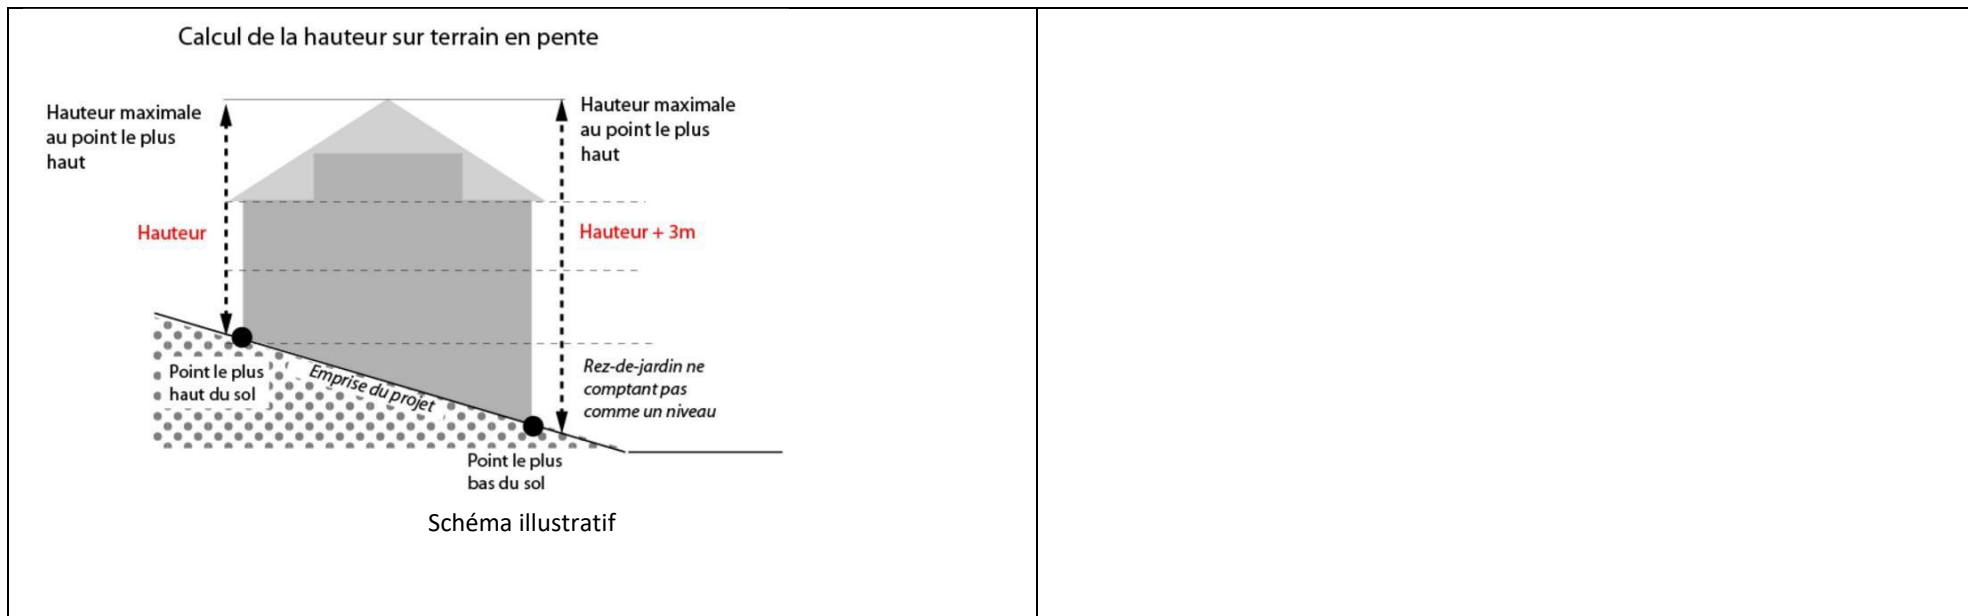 Calcul de la hauteur sur terrain en pente
Hauteur maximale
au point le plus
haut
Hauteur maximale
au point le plus
haut
Hauteur
Hauteur + 3m
Point le plus
haut du sol
Emprise du projet
Rez-de-jardin ne
comptant pas
comme un niveau
Point le plus
bas du sol
Schéma illustratif